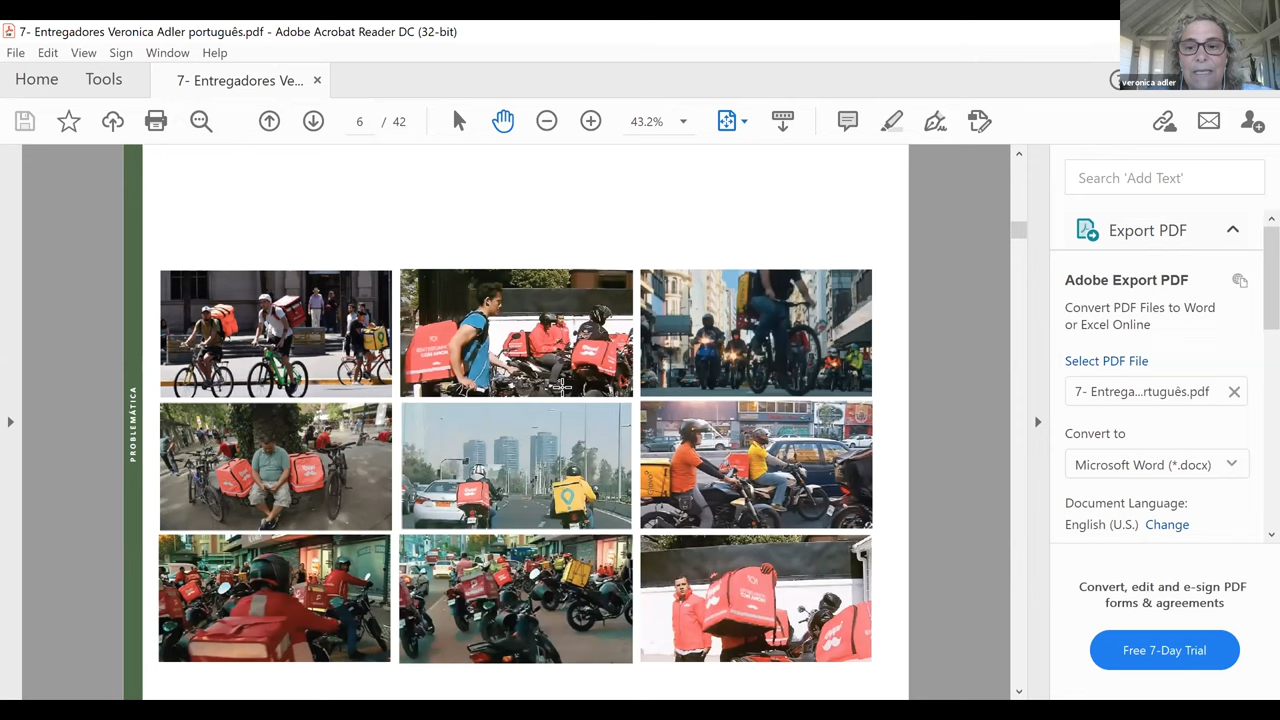 7- Entregadores Veronica Adler português.pdf - Adobe Acrobat Reader DC (32-bit)
File Edit View Sign Window Help
Home Tools 7- Entregadores Ve... ×
veronica adler
6 / 42 43.2%
Search 'Add Text'
Export PDF
Adobe Export PDF
Convert PDF Files to Word
or Excel Online
Select PDF File
7- Entrega...rtuguês.pdf
Convert to
Microsoft Word (*.docx)
Document Language:
English (U.S.) Change
Convert, edit and e-sign PDF
forms & agreements
Free 7-Day Trial
PROBLEMÁTICA